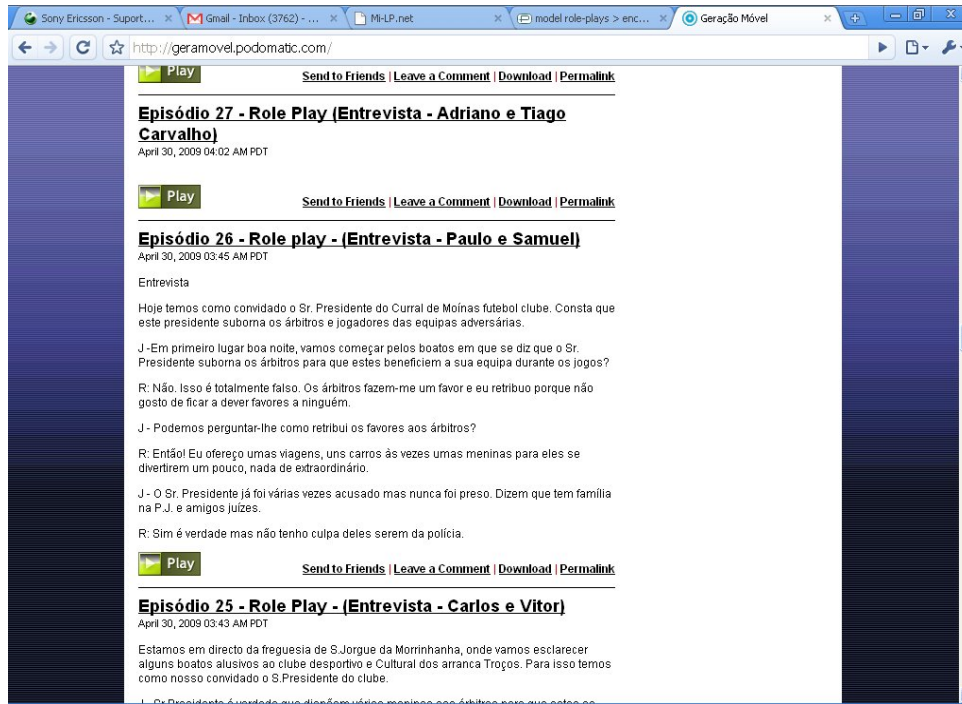 Sony Ericsson - Suport...
Gmail - Inbox (3762) - ...
Mi-LP.net
model role-plays > enc...
Geração Móvel
http://geramovel.podomatic.com/
Play
Send to Friends | Leave a Comment | Download | Permalink
Episódio 27 - Role Play (Entrevista - Adriano e Tiago
Carvalho)
April 30, 2009 04:02 AM PDT
Play
Send to Friends | Leave a Comment | Download | Permalink
Episódio 26 - Role play - (Entrevista - Paulo e Samuel)
April 30, 2009 03:45 AM PDT
Entrevista
Hoje temos como convidado o Sr. Presidente do Curral de Moínas futebol clube. Consta que
este presidente suborna os árbitros e jogadores das equipas adversárias.
J -Em primeiro lugar boa noite, vamos começar pelos boatos em que se diz que o Sr.
Presidente suborna os árbitros para que estes beneficiem a sua equipa durante os jogos?
R: Não. Isso é totalmente falso. Os árbitros fazem-me um favor e eu retribuo porque não
gosto de ficar a dever favores a ninguém.
J - Podemos perguntar-lhe como retribui os favores aos árbitros?
R: Então! Eu ofereço umas viagens, uns carros às vezes umas meninas para eles se
divertirem um pouco, nada de extraordinário.
J - O Sr. Presidente já foi várias vezes acusado mas nunca foi preso. Dizem que tem família
na P.J. e amigos juízes.
R: Sim é verdade mas não tenho culpa deles serem da polícia.
Play
Send to Friends | Leave a Comment | Download | Permalink
Episódio 25 - Role Play - (Entrevista - Carlos e Vitor)
April 30, 2009 03:43 AM PDT
Estamos em directo da freguesia de S.Jorgue da Morrinhanha, onde vamos esclarecer
alguns boatos alusivos ao clube desportivo e Cultural dos arranca Troços. Para isso temos
como nosso convidado o S.Presidente do clube.